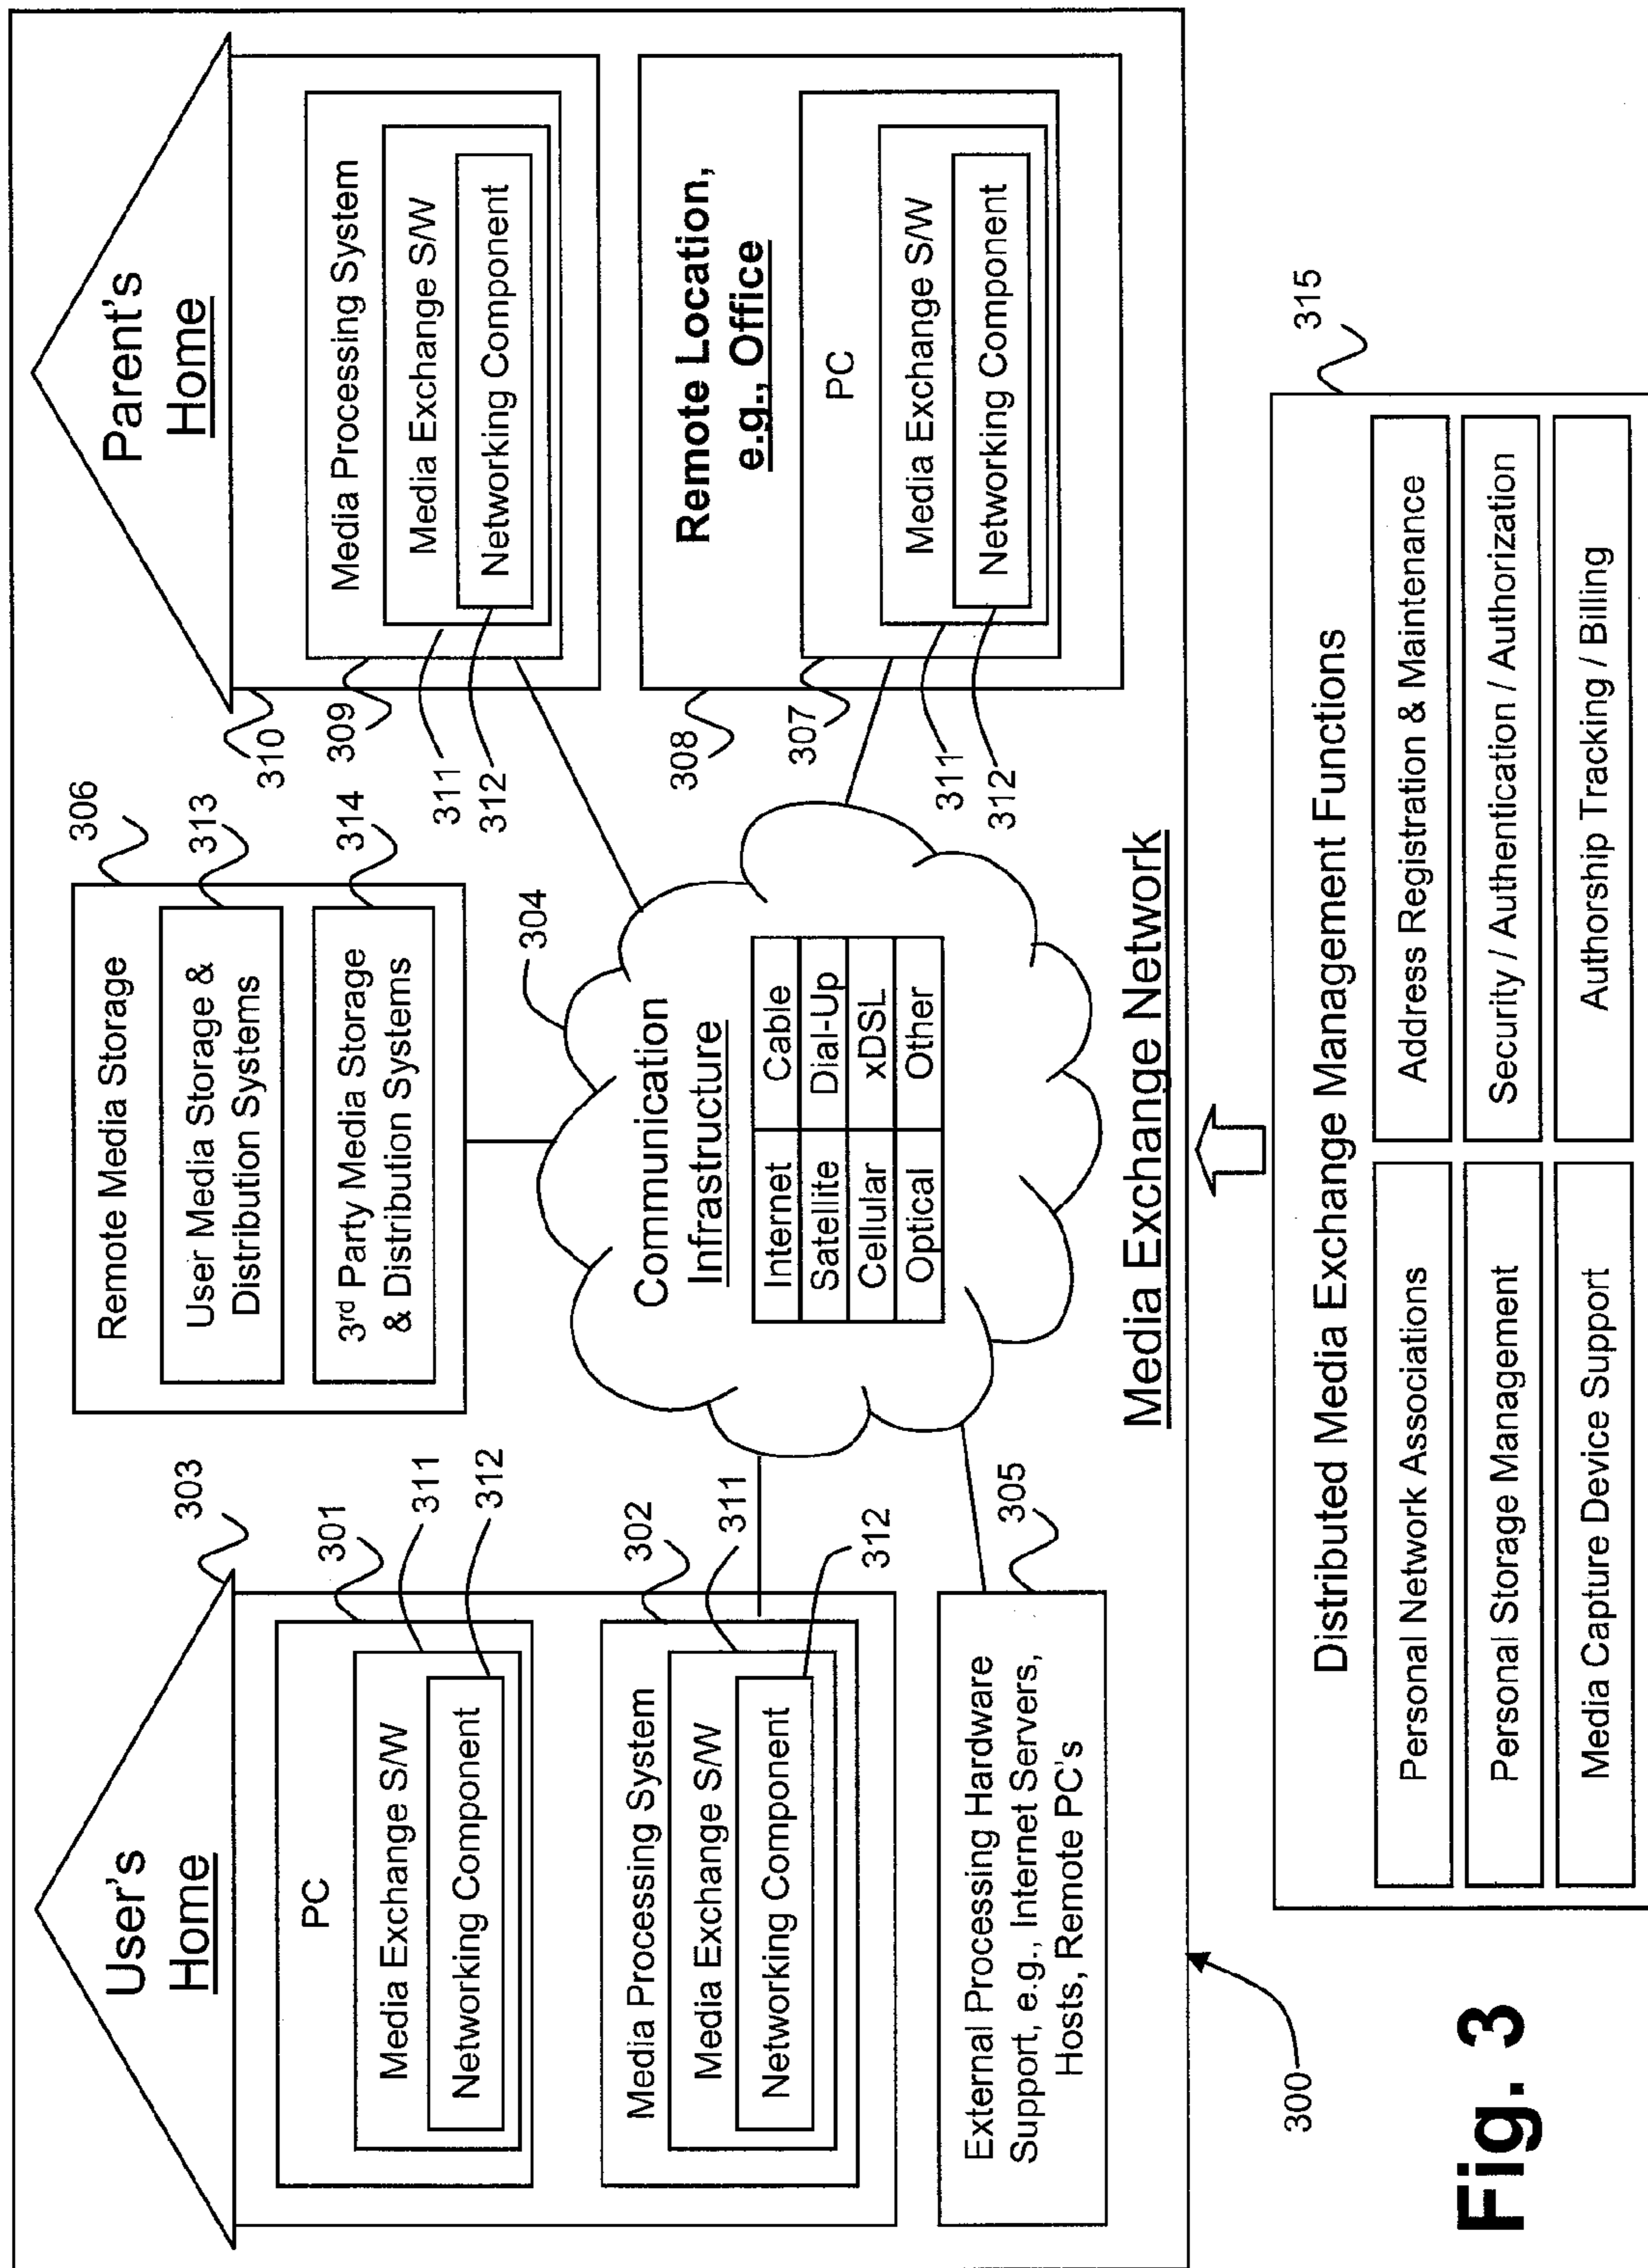 User's
Home
303
PC
301
Media Exchange S/W
311
Networking Component
312
Media Processing System
302
Media Exchange S/W
311
Networking Component
312
External Processing Hardware
Support, e.g., Internet Servers,
Hosts, Remote PC's
305
Remote Media Storage
306
User Media Storage &
Distribution Systems
313
3rd Party Media Storage
& Distribution Systems
314
Communication
Infrastructure
304
Internet Cable
Satellite Dial-Up
Cellular xDSL
Optical Other
Parent's
Home
310
Media Processing System
309
Media Exchange S/W
311
Networking Component
312
Remote Location,
e.g., Office
308
PC
307
Media Exchange S/W
311
Networking Component
312
Media Exchange Network
300
Distributed Media Exchange Management Functions
315
Personal Network Associations
Address Registration & Maintenance
Personal Storage Management
Security / Authentication / Authorization
Media Capture Device Support
Authorship Tracking / Billing
Fig. 3